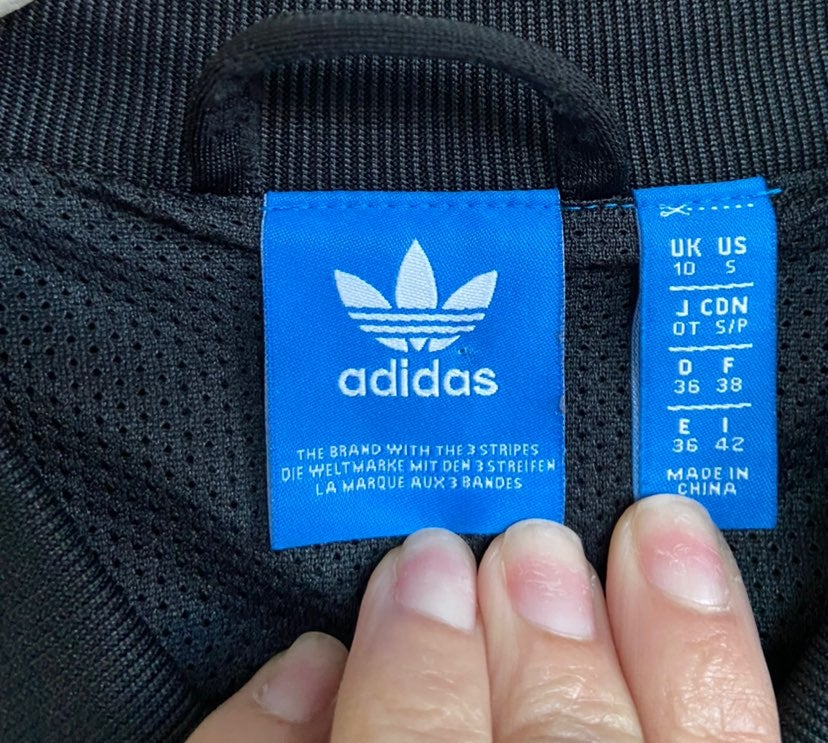 adidas
THE BRAND WITH THE 3 STRIPES
DIE WELTMARKE MIT DEN 3 STREIFEN
LA MARQUE AUX 3 BANDES
UK US
10 S
J CDN
OT S/P
D F
36 38
E I
36 42
MADE IN
CHINA